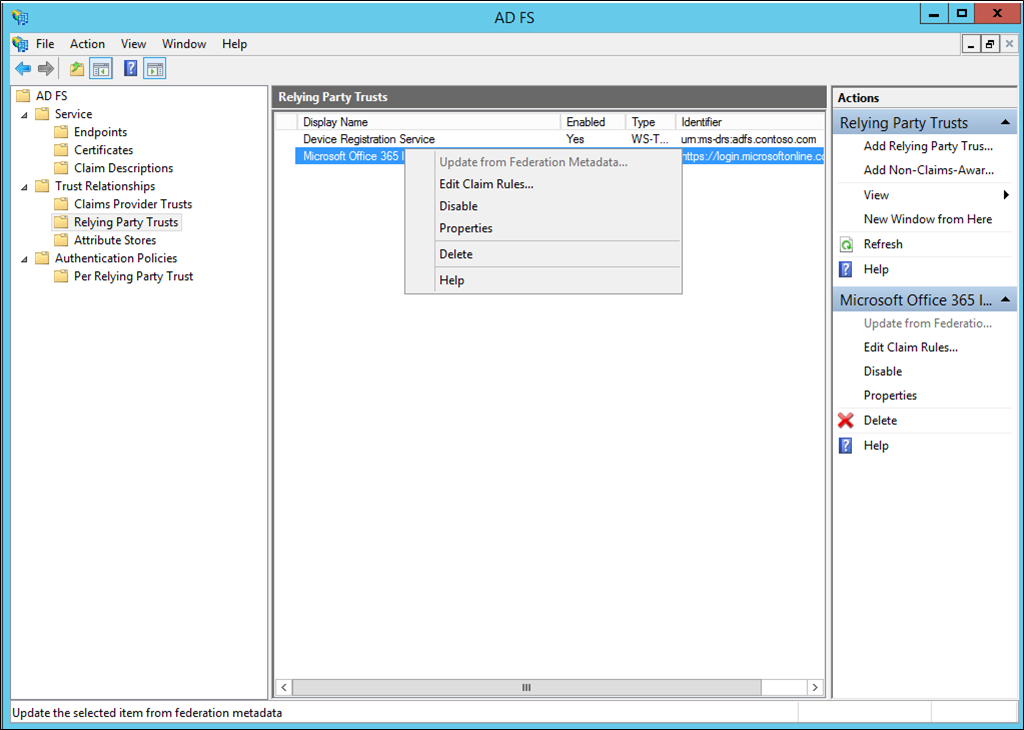 AD FS
File Action View Window Help
AD FS
Service
Endpoints
Certificates
Claim Descriptions
Trust Relationships
Claims Provider Trusts
Relying Party Trusts
Attribute Stores
Authentication Policies
Per Relying Party Trust
Relying Party Trusts
Display Name Enabled Type Identifier
Device Registration Service Yes WS-T... urn:ms-drs:adfs.contoso.com
Microsoft Office 365 I https://login.microsoftonline.co
Update from Federation Metadata...
Edit Claim Rules...
Disable
Properties
Delete
Help
Actions
Relying Party Trusts
Add Relying Party Trus...
Add Non-Claims-Awar...
View
New Window from Here
Refresh
Help
Microsoft Office 365 I...
Update from Federatio...
Edit Claim Rules...
Disable
Properties
Delete
Help
Update the selected item from federation metadata